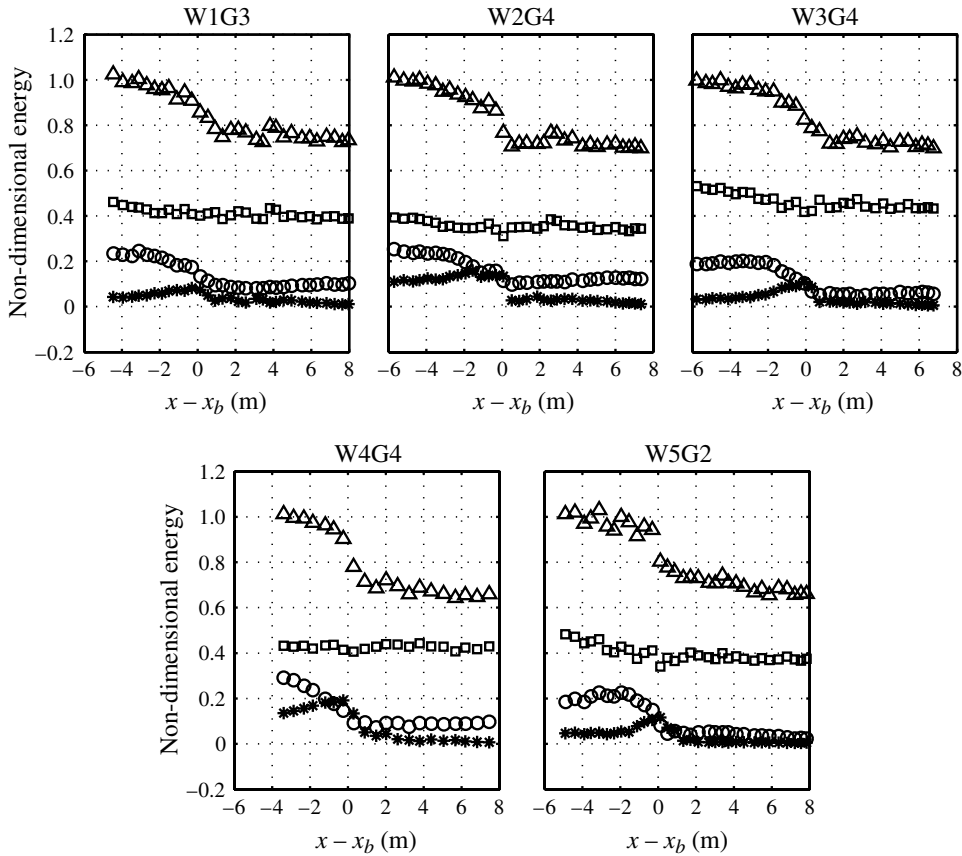 W1G3 W2G4 W3G4
Non-dimensional energy
1.2
1.0
0.8
0.6
0.4
0.2
0
−0.2
−6 −4 −2 0 2 4 6 8
−6 −4 −2 0 2 4 6 8
−6 −4 −2 0 2 4 6 8
x − x_b (m) x − x_b (m) x − x_b (m)
W4G4 W5G2
Non-dimensional energy
1.2
1.0
0.8
0.6
0.4
0.2
0
−0.2
−6 −4 −2 0 2 4 6 8
−6 −4 −2 0 2 4 6 8
x − x_b (m) x − x_b (m)